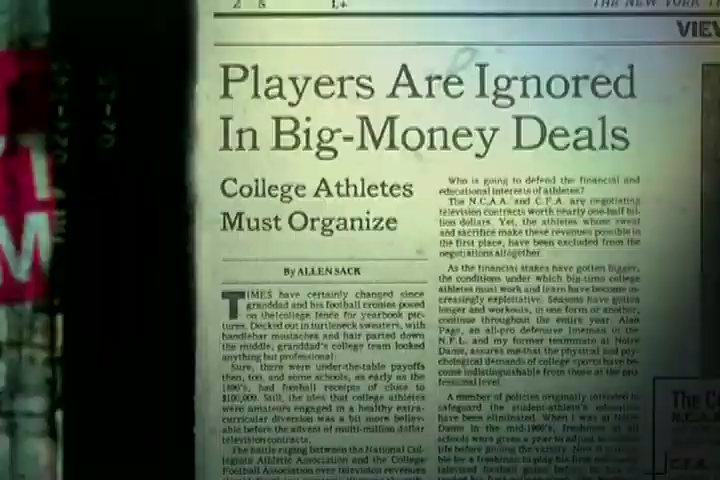 THE NEW YORK
VIEW
Players Are Ignored
In Big-Money Deals
College Athletes
Must Organize
By ALLEN SACK
TIMES have certainly changed since
granddad and his football cronies posed
on the college fence for yearbook pic-
tures. Decked out in turtleneck sweaters, with
handlebar mustaches and hair parted down
the middle, granddad's college team looked
anything but professional.
Sure, there were under-the-table payoffs
then, too, and some schools, as early as the
1890's, had football receipts of close to
$100,000. Still, the idea that college athletes
were amateurs engaged in a healthy extra-
curricular diversion was a bit more believ-
able before the advent of multi-million dollar
television contracts.
The battle raging between the National Col-
legiate Athletic Association and the College
Football Association over television revenues
Who is going to defend the financial and
educational interests of athletes?
The N.C.A.A. and C.F.A. are negotiating
television contracts worth nearly one-half bil-
lion dollars. Yet, the athletes whose sweat
and sacrifice make these revenues possible in
the first place, have been excluded from the
negotiations altogether.
As the financial stakes have gotten bigger,
the conditions under which big-time college
athletes must work and learn have become in-
creasingly exploitative. Seasons have gotten
longer and workouts, in one form or another,
continue throughout the entire year. Alan
Page, an all-pro defensive lineman in the
N.F.L. and my former teammate at Notre
Dame, assures me that the physical and psy-
chological demands of college sports have be-
come indistinguishable from those at the pro-
fessional level.
A number of policies originally intended to
safeguard the student-athlete's education
have been eliminated. When I was at Notre
Dame in the mid-1960's, freshmen at all
schools were given a year to adjust to
life before joining the varsity. Now it is
ble for a freshman to play his first
televised football game before
The C
N.C.A.
C.F.A.